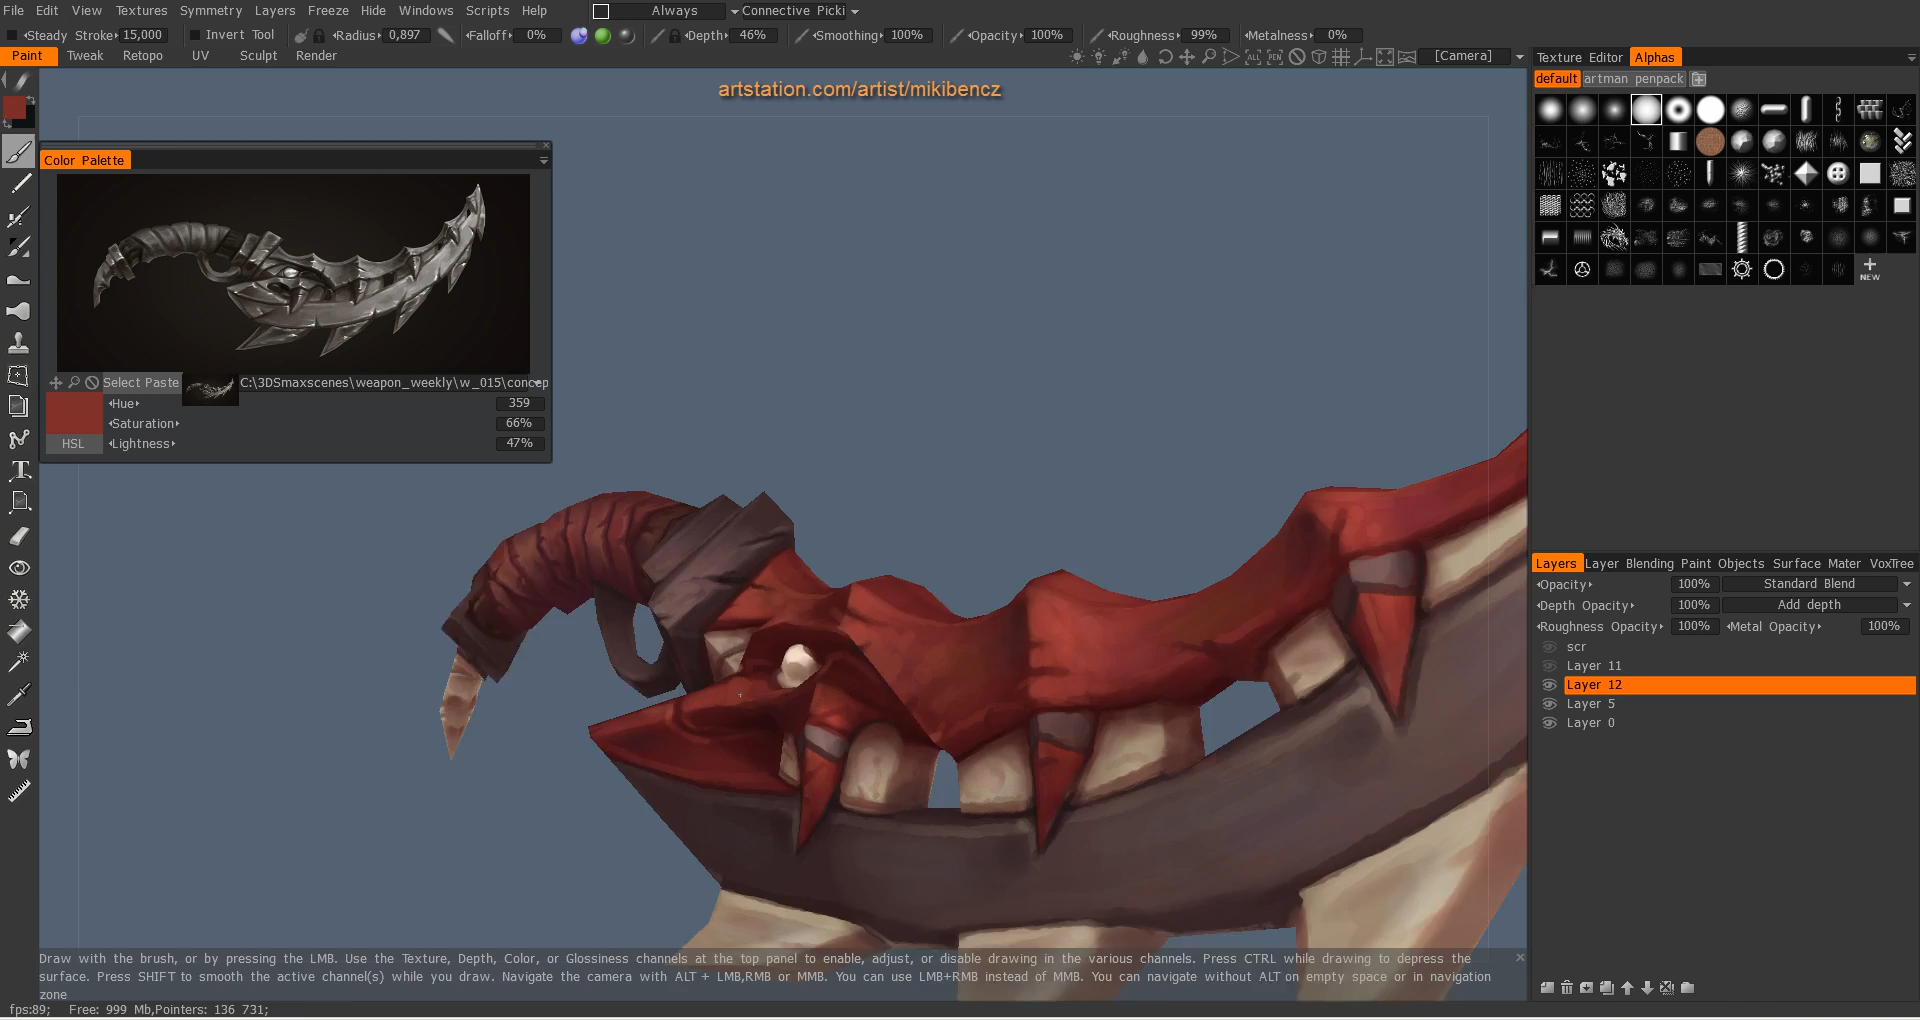 File Edit View Textures Symmetry Layers Freeze Hide Windows Scripts Help Always Connective Picki
Steady Stroke 15,000 Invert Tool Radius 0,897 Falloff 0% Depth 46% Smoothing 100% Opacity 100% Roughness 99% Metalness 0%
Paint Tweak Retopo UV Sculpt Render ALL PEN [Camera]
Texture Editor Alphas
default artman penpack
artstation.com/artist/mikibencz
Color Palette
NEW
Select Paste C:\3DSmaxscenes\weapon_weekly\w_015\concep
Hue 359
Saturation 66%
HSL Lightness 47%
Layers Layer Blending Paint Objects Surface Mater VoxTree
Opacity 100% Standard Blend
Depth Opacity 100% Add depth
Roughness Opacity 100% Metal Opacity 100%
scr
Layer 11
Layer 12
Layer 5
Layer 0
Draw with the brush, or by pressing the LMB. Use the Texture, Depth, Color, or Glossiness channels at the top panel to enable, adjust, or disable drawing in the various channels. Press CTRL while drawing to depress the
surface. Press SHIFT to smooth the active channel(s) while you draw. Navigate the camera with ALT + LMB,RMB or MMB. You can use LMB+RMB instead of MMB. You can navigate without ALT on empty space or in navigation
zone
fps:89; Free: 999 Mb,Pointers: 136 731;